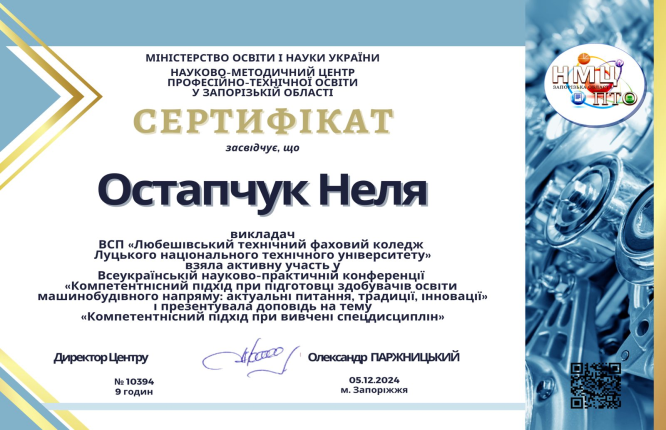 МІНІСТЕРСТВО ОСВІТИ І НАУКИ УКРАЇНИ
НАУКОВО-МЕТОДИЧНИЙ ЦЕНТР
ПРОФЕСІЙНО-ТЕХНІЧНОЇ ОСВІТИ
У ЗАПОРІЗЬКІЙ ОБЛАСТІ
НМЦ
ЗАПОРІЗЬКА ОБЛАСТЬ
ПТО
СЕРТИФІКАТ
засвідчує, що
Остапчук Неля
викладач
ВСП «Любешівський технічний фаховий коледж
Луцького національного технічного університету»
взяла активну участь у
Всеукраїнській науково-практичній конференції
«Компетентнісний підхід при підготовці здобувачів освіти
машинобудівного напряму: актуальні питання, традиції, інновації»
і презентувала доповідь на тему
«Компетентнісний підхід при вивчені спецдисциплін»
Директор Центру
Олександр ПАРЖНИЦЬКИЙ
№ 10394
9 годин
05.12.2024
м. Запоріжжя